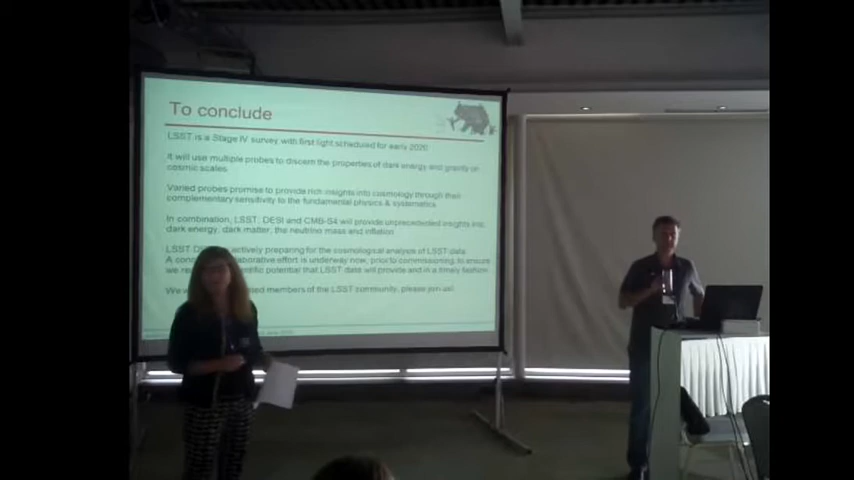 To conclude
LSST is a Stage IV survey with first light scheduled for early 2020
It will use multiple probes to discern the properties of dark energy and gravity on
cosmic scales
Varied probes promise to provide rich insights into cosmology through their
complementary sensitivity to the fundamental physics & systematics
In combination, LSST, DESI and CMB-S4 will provide unprecedented insights into
dark energy, dark matter, the neutrino mass and inflation
LSST actively preparing for the cosmological analysis of LSST data
A effort is underway now, prior to commissioning, to ensure
we potential that LSST data will provide and in a timely fashion
We members of the LSST community, please join us!